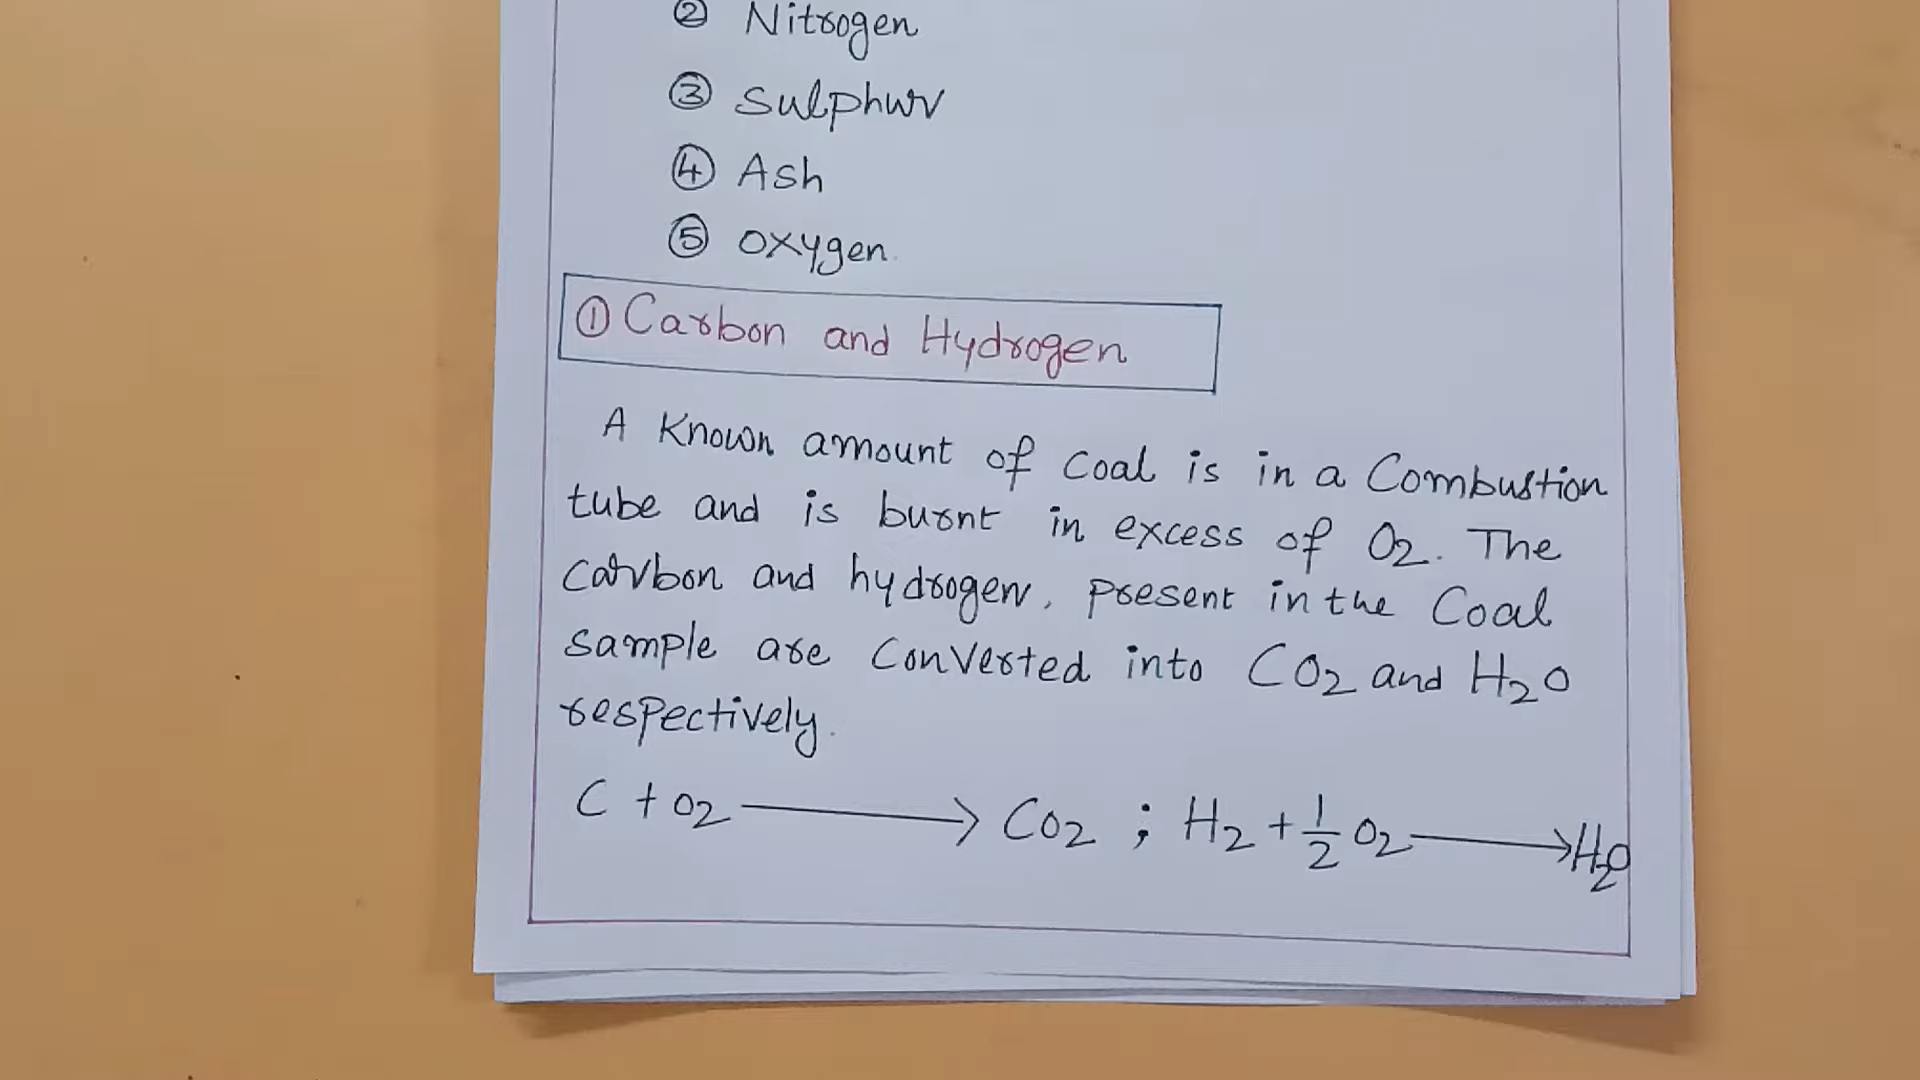 ② Nitrogen
③ Sulphur
④ Ash
⑤ Oxygen.
① Carbon and Hydrogen
A Known amount of coal is in a Combustion
tube and is burnt in excess of O2. The
carbon and hydrogen, present in the Coal
sample are converted into CO2 and H2O
respectively.
C + O2 ⟶ CO2 ; H2 + 1/2 O2 ⟶ H2O